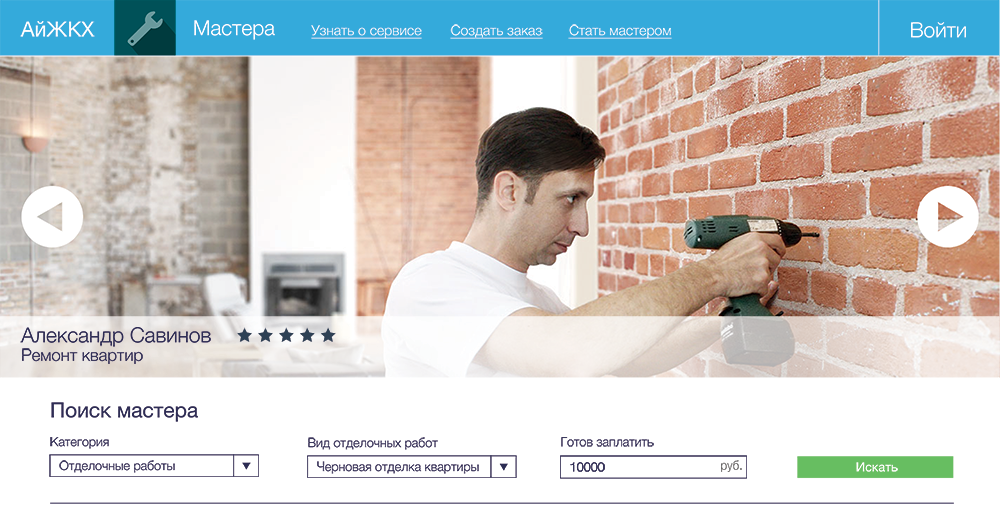 АйЖКХ
Мастера
Узнать о сервисе
Создать заказ
Стать мастером
Войти
Александр Савинов
Ремонт квартир
Поиск мастера
Категория
Вид отделочных работ
Готов заплатить
Отделочные работы
Черновая отделка квартиры
10000
руб.
Искать